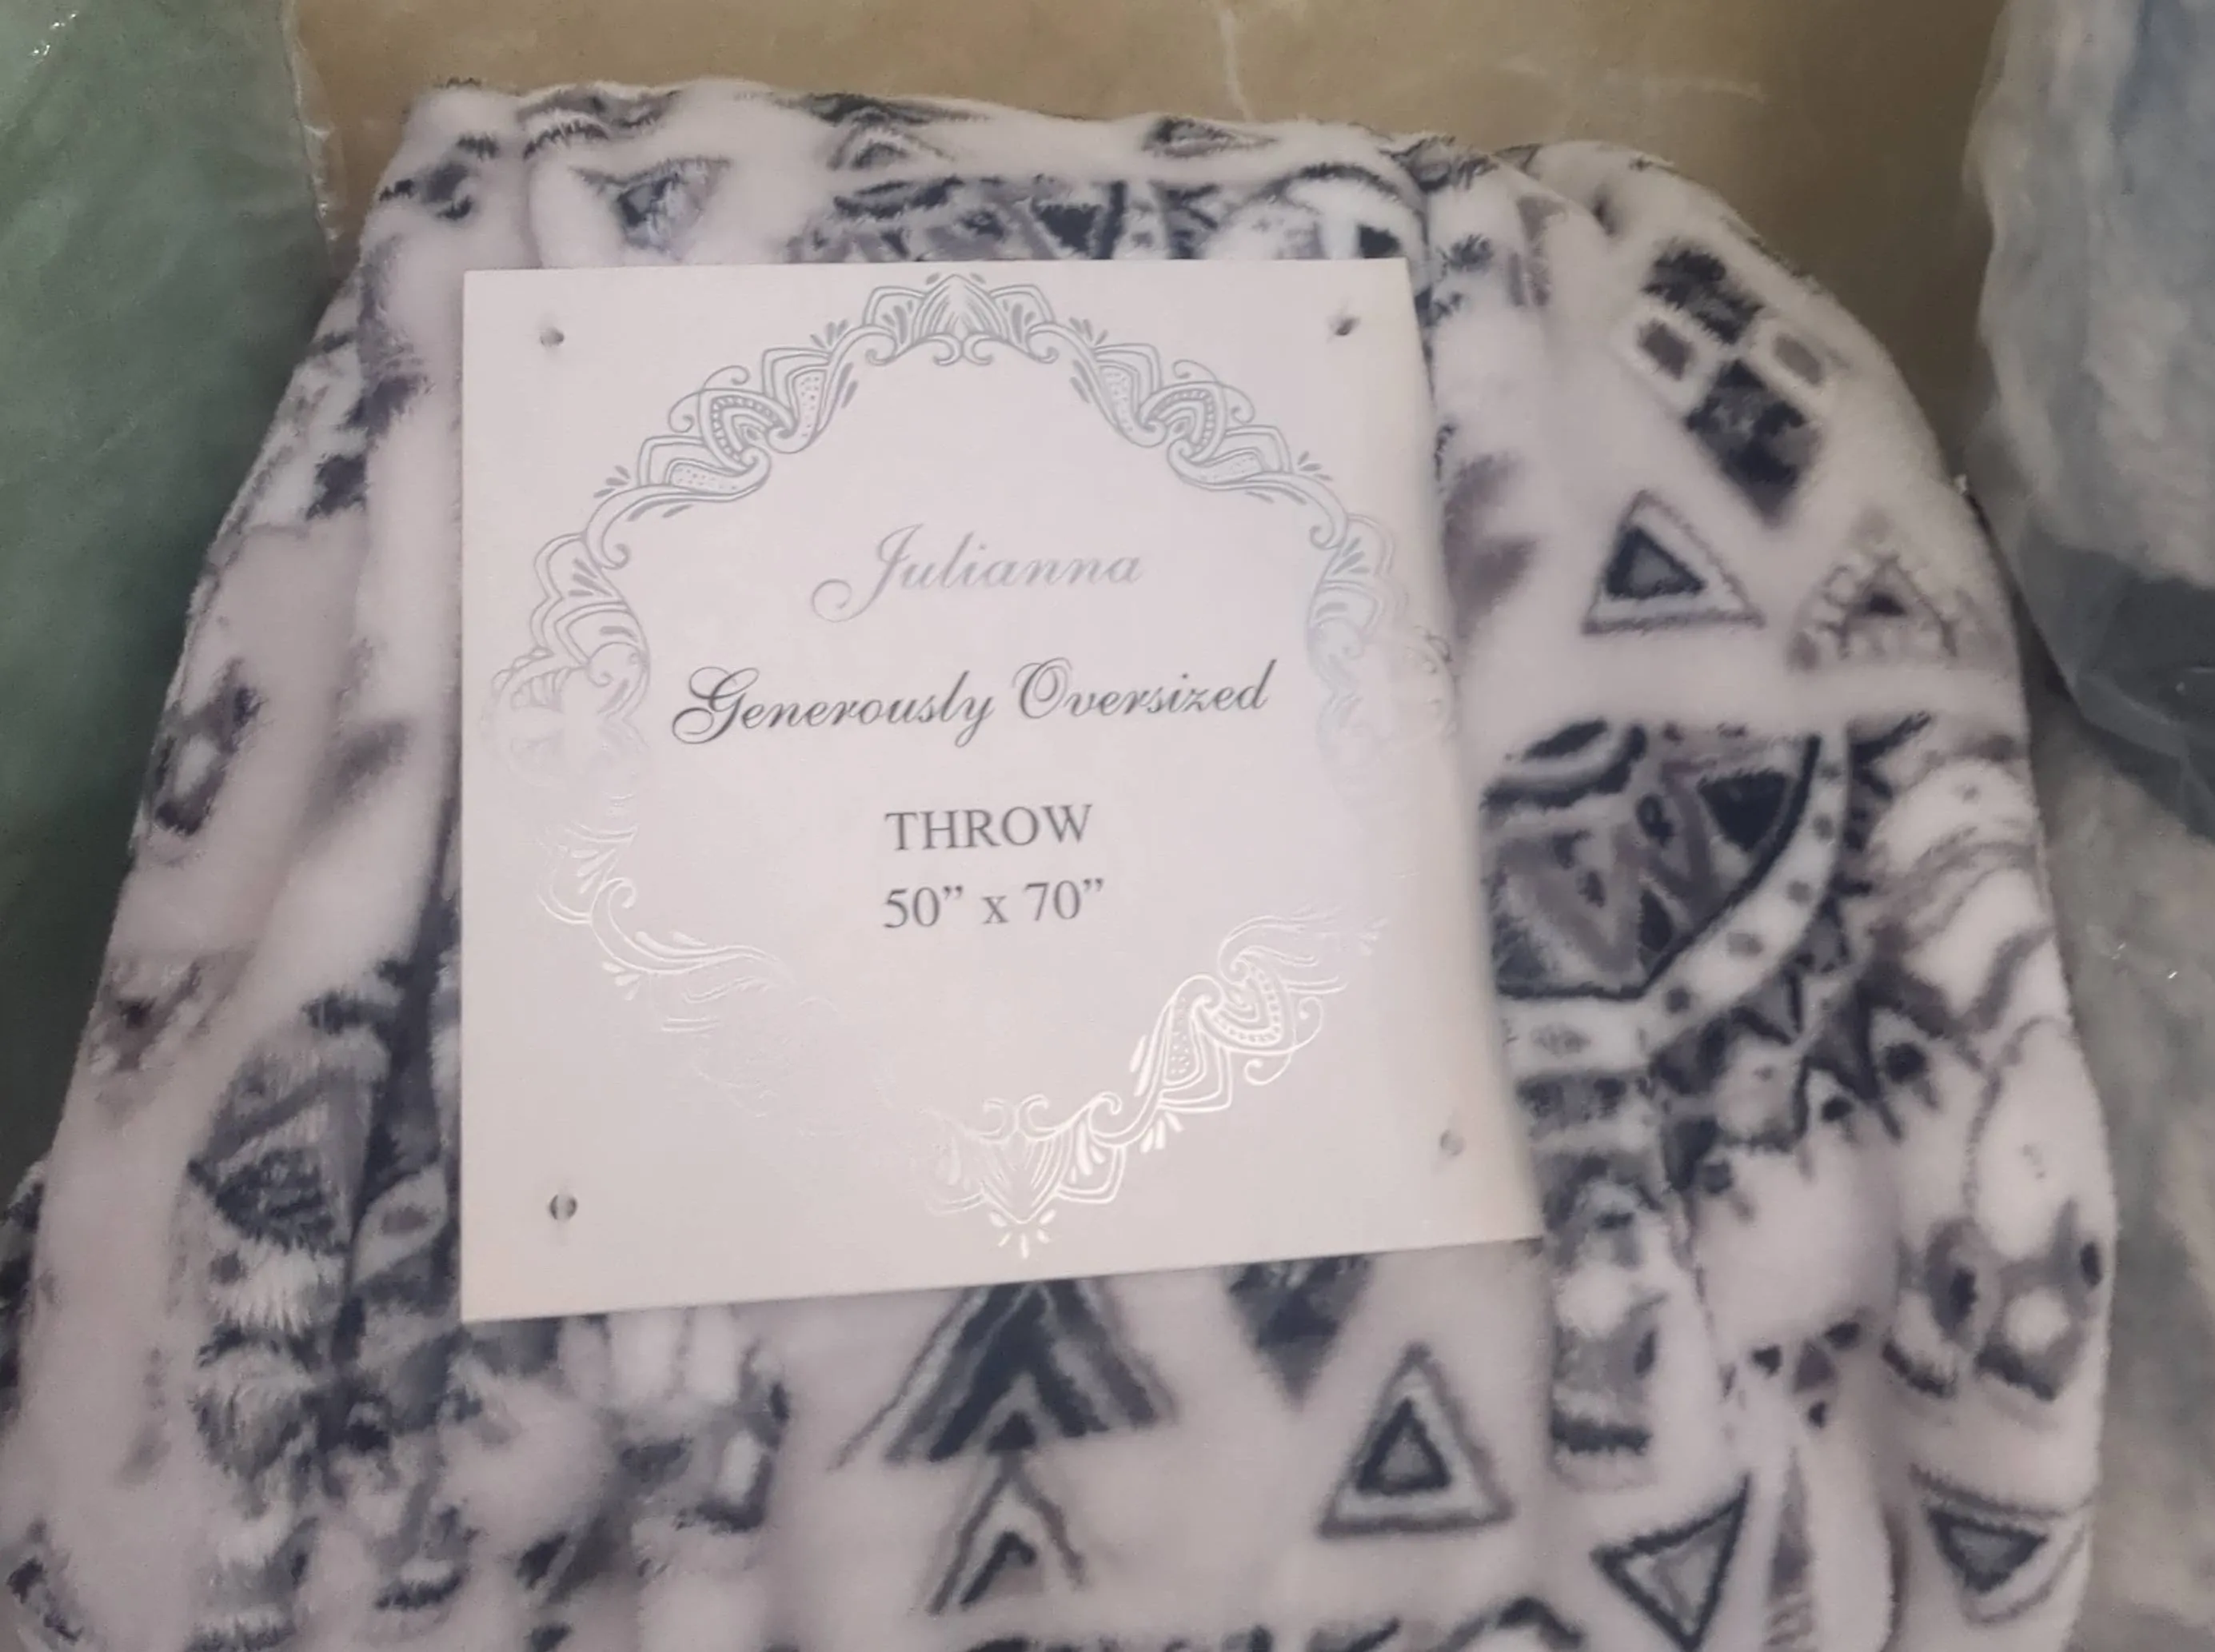 Julianna
Generously Oversized
THROW
50” x 70”